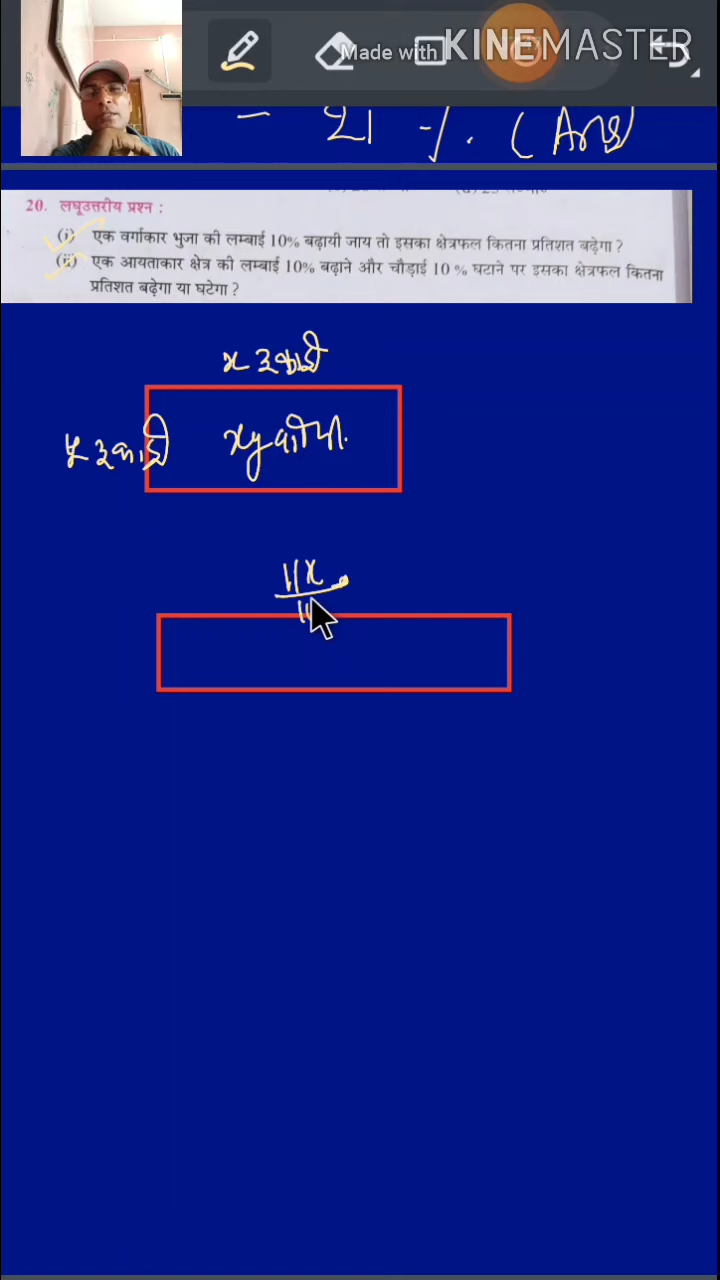 Made with KINEMASTER
= 21 %. (Ans)
20. लघूउत्तरीय प्रश्न :
(i) एक वर्गाकार भुजा की लम्बाई 10% बढ़ायी जाय तो इसका क्षेत्रफल कितना प्रतिशत बढ़ेगा ?
(ii) एक आयताकार क्षेत्र की लम्बाई 10% बढ़ाने और चौड़ाई 10 % घटाने पर इसका क्षेत्रफल कितना
प्रतिशत बढ़ेगा या घटेगा ?
x इकाई
y इकाई
xy
11x